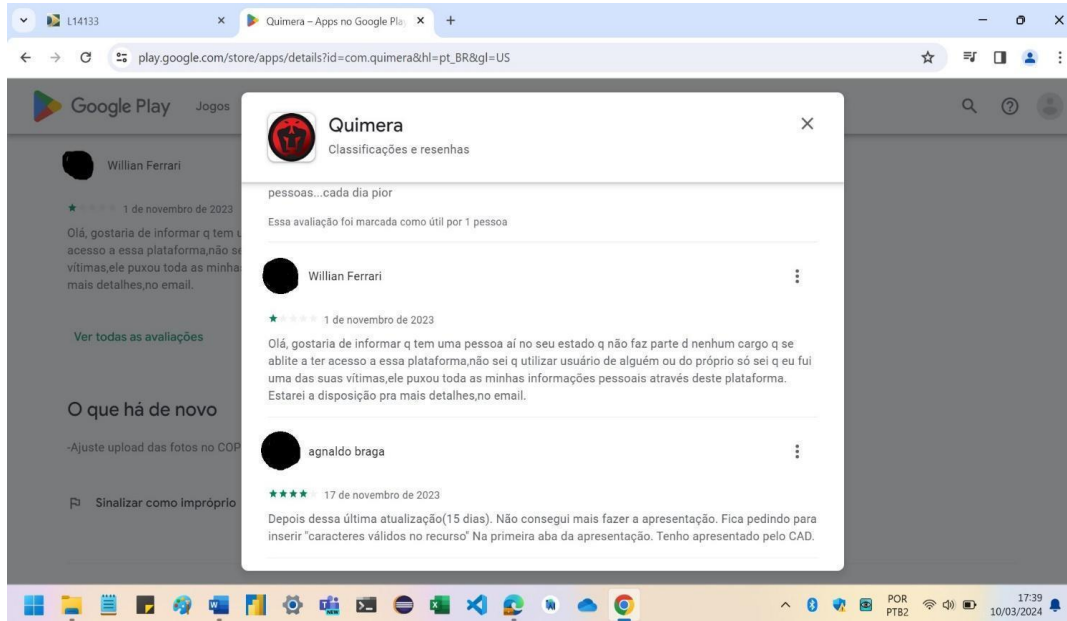 L14133
Quimera – Apps no Google Pla
play.google.com/store/apps/details?id=com.quimera&hl=pt_BR&gl=US
Google Play
Jogos
Willian Ferrari
1 de novembro de 2023
Olá, gostaria de informar q tem u
acesso a essa plataforma,não se
vítimas,ele puxou toda as minha
mais detalhes,no email.
Ver todas as avaliações
O que há de novo
-Ajuste upload das fotos no COP
Sinalizar como impróprio
Quimera
Classificações e resenhas
pessoas...cada dia pior
Essa avaliação foi marcada como útil por 1 pessoa
Willian Ferrari
1 de novembro de 2023
Olá, gostaria de informar q tem uma pessoa aí no seu estado q não faz parte d nenhum cargo q se
ablite a ter acesso a essa plataforma,não sei q utilizar usuário de alguém ou do próprio só sei q eu fui
uma das suas vítimas,ele puxou toda as minhas informações pessoais através deste plataforma.
Estarei a disposição pra mais detalhes,no email.
agnaldo braga
17 de novembro de 2023
Depois dessa última atualização(15 dias). Não consegui mais fazer a apresentação. Fica pedindo para
inserir "caracteres válidos no recurso" Na primeira aba da apresentação. Tenho apresentado pelo CAD.
POR
PTB2
17:39
10/03/2024